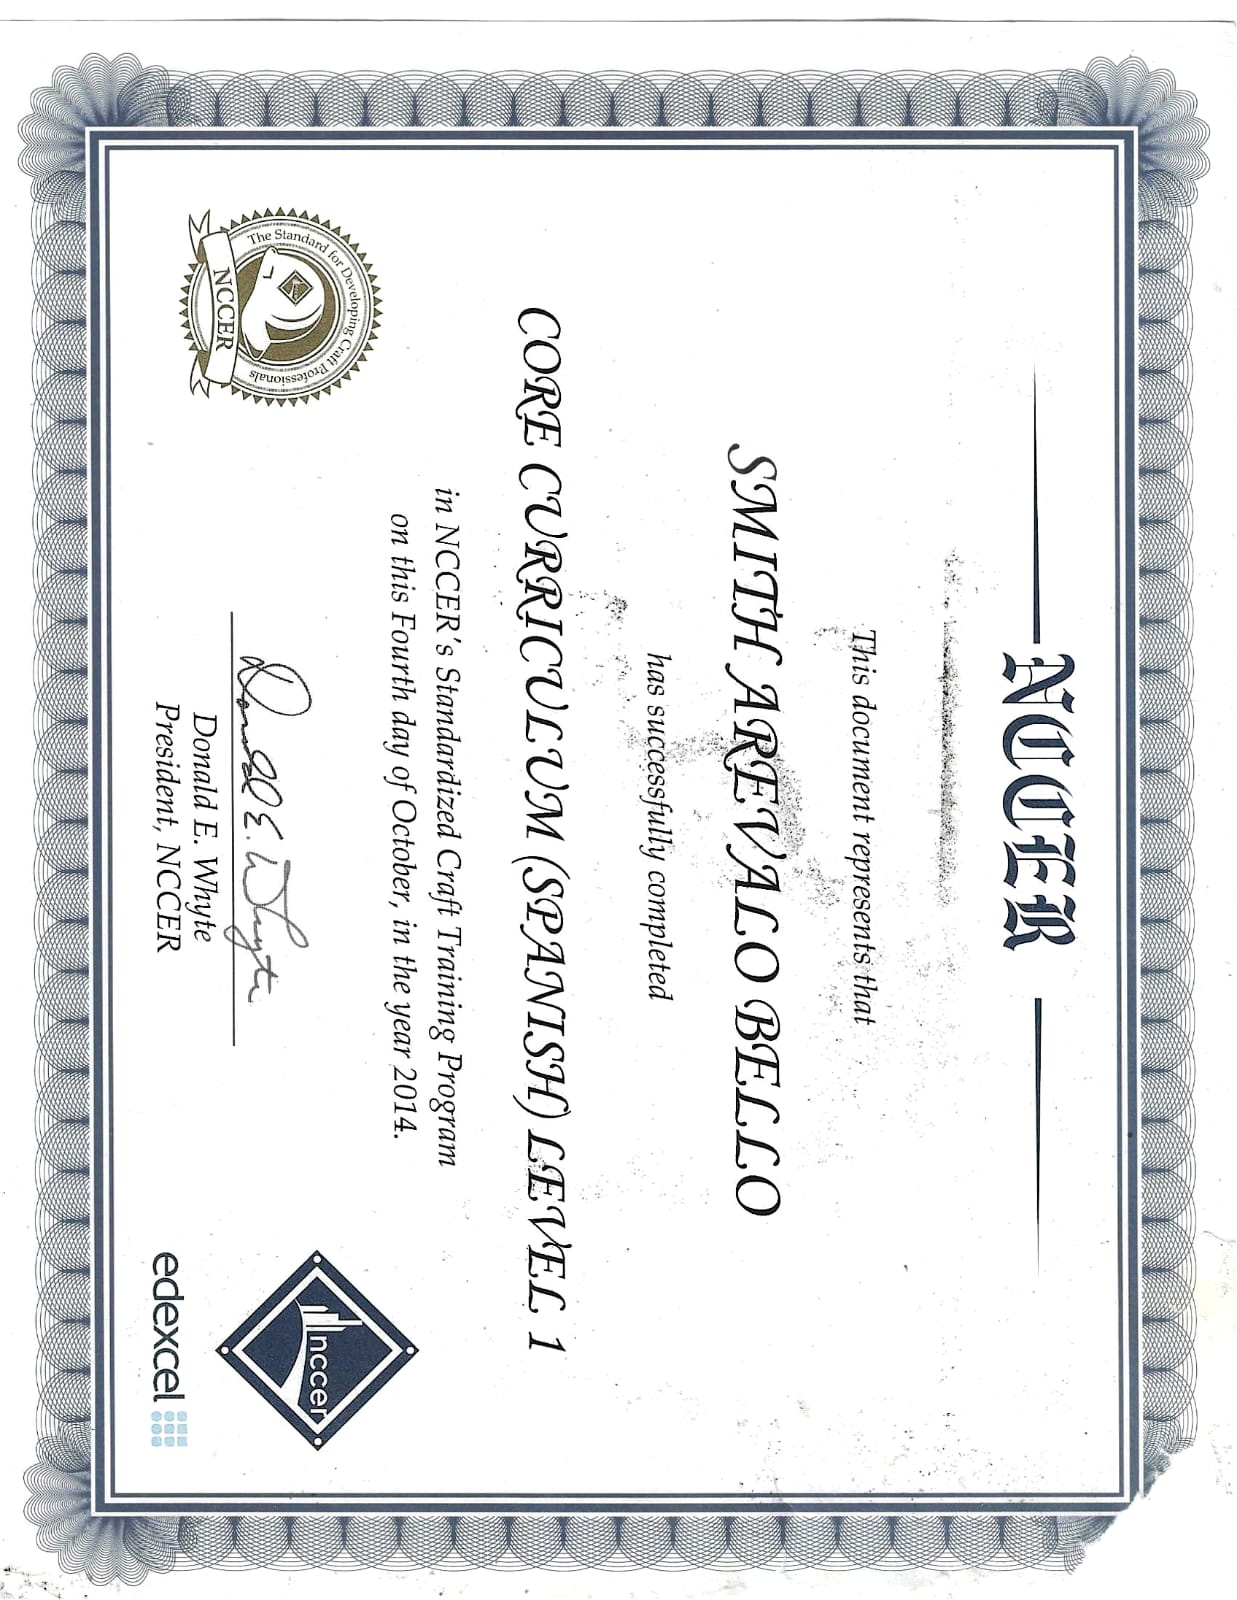 NCCER
This document represents that
SMITH AREVALO BELLO
has successfully completed
CORE CURRICULUM (SPANISH) LEVEL 1
in NCCER's Standardized Craft Training Program
on this Fourth day of October, in the year 2014.
The Standard for Developing Craft Professionals
NCCER
Donald E. Whyte
Donald E. Whyte
President, NCCER
nccer
edexcel